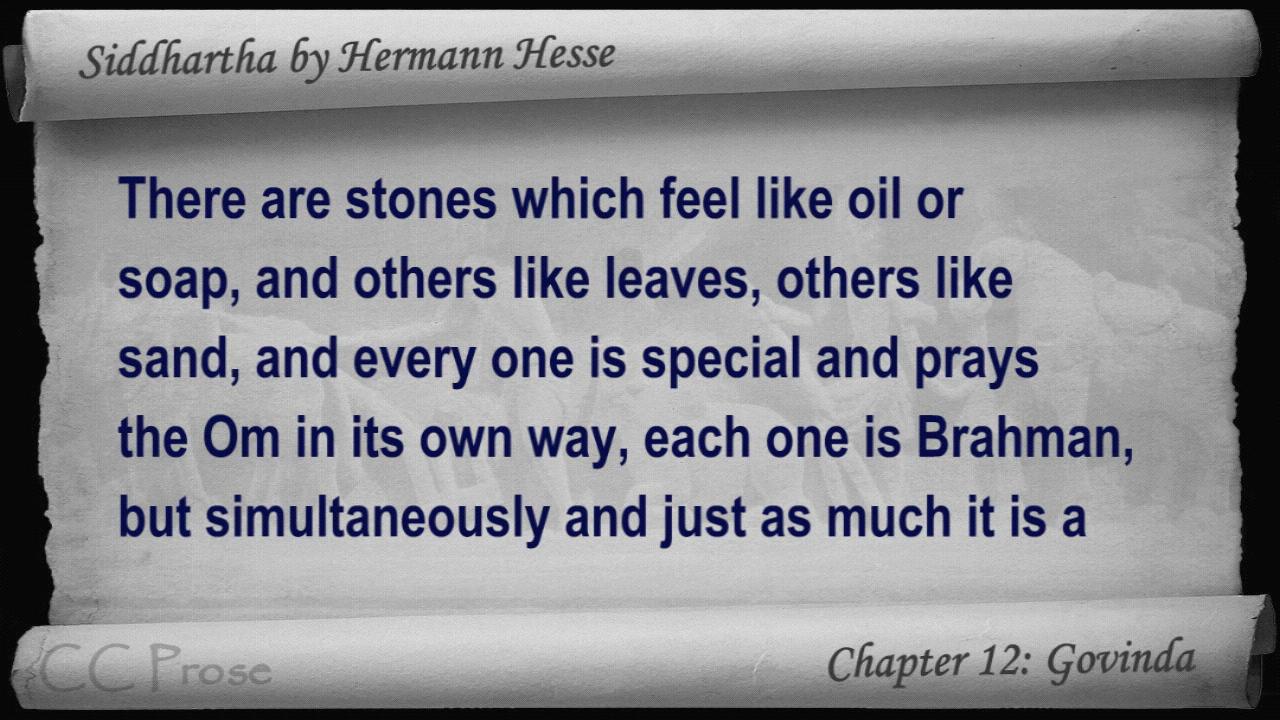 Siddhartha by Hermann Hesse
There are stones which feel like oil or
soap, and others like leaves, others like
sand, and every one is special and prays
the Om in its own way, each one is Brahman,
but simultaneously and just as much it is a
CC Prose
Chapter 12: Govinda